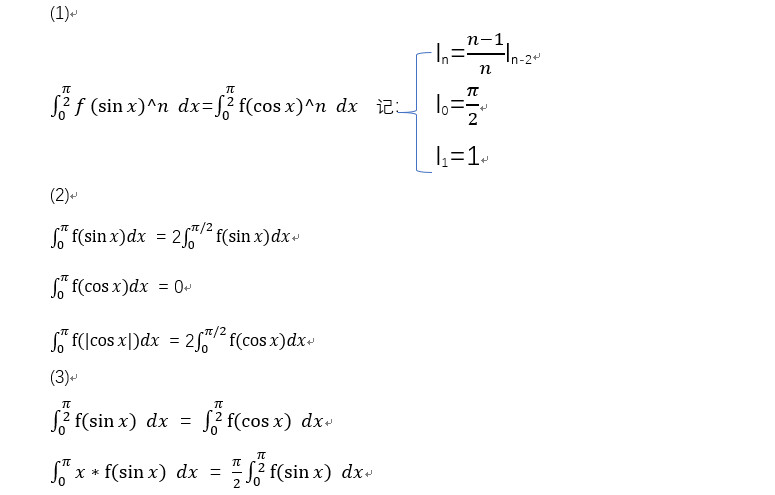 (1)↵
∫₀^(π/2) f (sin x)^n dx=∫₀^(π/2) f(cos x)^n dx 记:
Iₙ=(n−1)/n Iₙ₋₂↵
I₀=π/2↵
I₁=1↵
(2)↵
∫₀^π f(sin x)dx = 2∫₀^(π/2) f(sin x)dx↵
∫₀^π f(cos x)dx = 0↵
∫₀^π f(|cos x|)dx = 2∫₀^(π/2) f(cos x)dx↵
(3)↵
∫₀^(π/2) f(sin x) dx = ∫₀^(π/2) f(cos x) dx↵
∫₀^π x ∗ f(sin x) dx = π/2 ∫₀^(π/2) f(sin x) dx↵